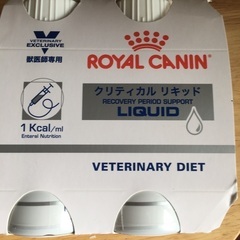 VETERINARY
EXCLUSIVE
獣医師専用
ROYAL CANIN
クリティカル リキッド
RECOVERY PERIOD SUPPORT
LIQUID
1 Kcal/ml
Enteral Nutrition
VETERINARY DIET